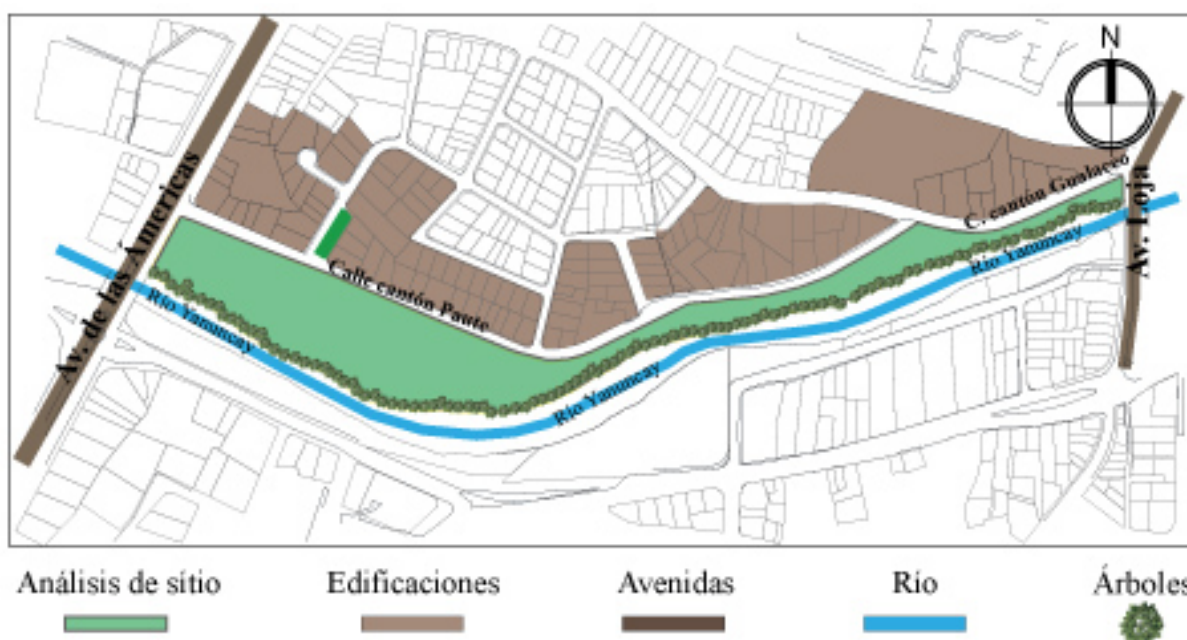 N
Av. de las Americas
Calle cantón Paute
C. cantón Gualaceo
Av. Loja
Río Yanuncay
Río Yanuncay
Río Yanuncay
Análisis de sítio
Edificaciones
Avenidas
Río
Árboles